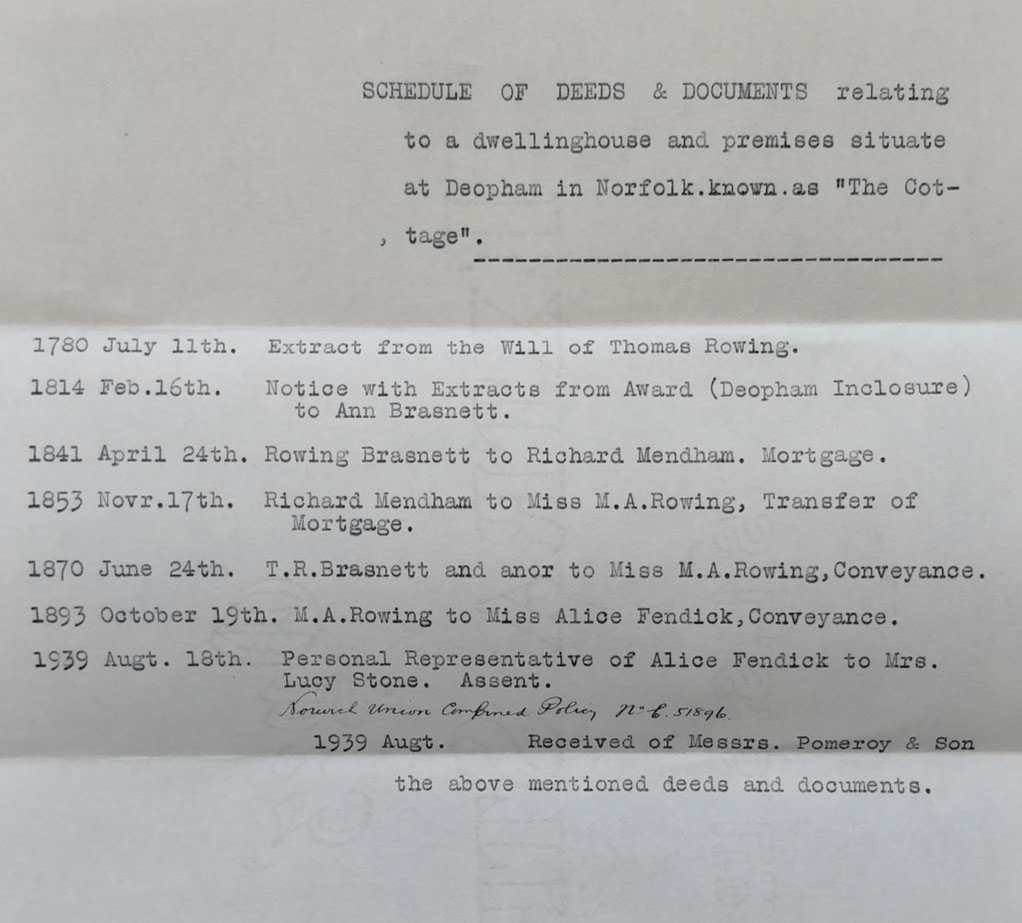 SCHEDULE OF DEEDS & DOCUMENTS relating
to a dwellinghouse and premises situate
at Deopham in Norfolk.known.as "The Cot-
, tage".
1780 July 11th. Extract from the Will of Thomas Rowing.
1814 Feb.16th. Notice with Extracts from Award (Deopham Inclosure)
to Ann Brasnett.
1841 April 24th. Rowing Brasnett to Richard Mendham. Mortgage.
1853 Novr.17th. Richard Mendham to Miss M.A.Rowing, Transfer of
Mortgage.
1870 June 24th. T.R.Brasnett and anor to Miss M.A.Rowing,Conveyance.
1893 October 19th. M.A.Rowing to Miss Alice Fendick,Conveyance.
1939 Augt. 18th. Personal Representative of Alice Fendick to Mrs.
Lucy Stone. Assent.
Norwich Union Combined Policy No 51896.
1939 Augt. Received of Messrs. Pomeroy & Son
the above mentioned deeds and documents.